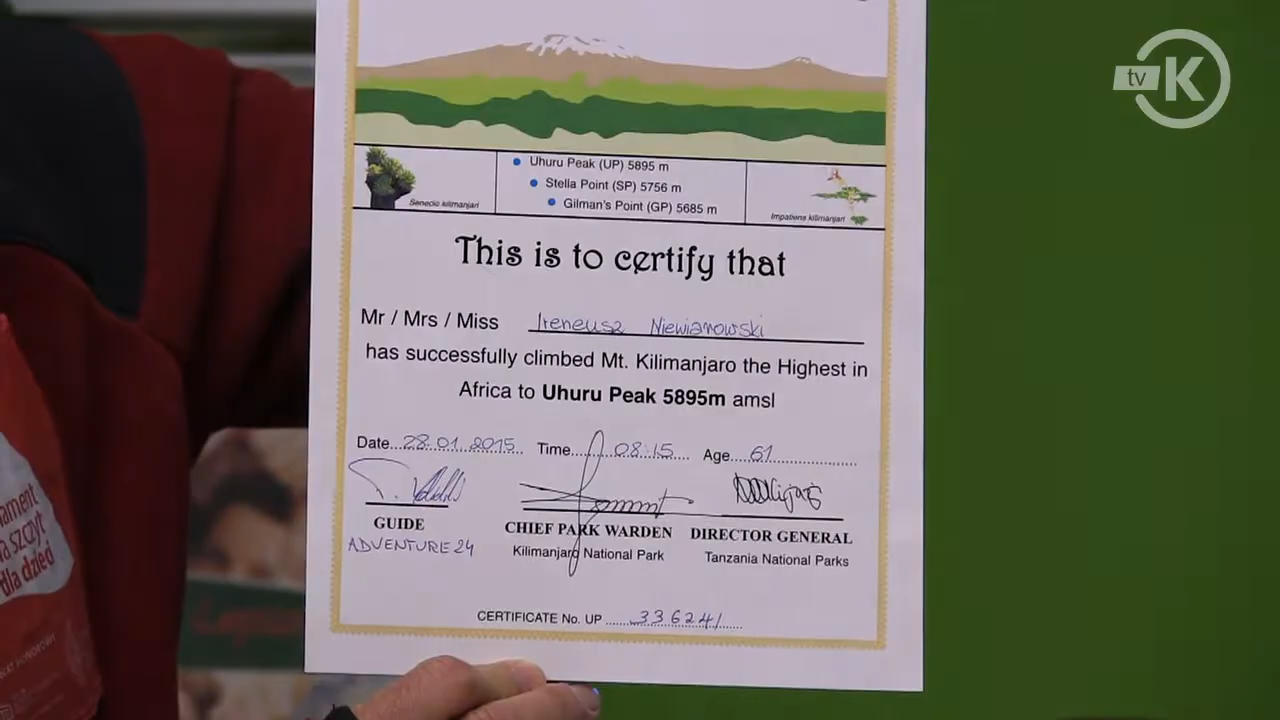 tv K
Uhuru Peak (UP) 5895 m
Stella Point (SP) 5756 m
Gilman's Point (GP) 5685 m
Senecio kilimanjari
Impatiens kilimanjari
This is to certify that
Mr / Mrs / Miss Ireneusz Niewiarowski
has successfully climbed Mt. Kilimanjaro the Highest in
Africa to Uhuru Peak 5895m amsl
Date...28.01.2015 Time...08:15... Age...61
GUIDE
ADVENTURE 24
CHIEF PARK WARDEN
Kilimanjaro National Park
DIRECTOR GENERAL
Tanzania National Parks
CERTIFICATE No. UP ...336241...
szczyt
dla dzieci